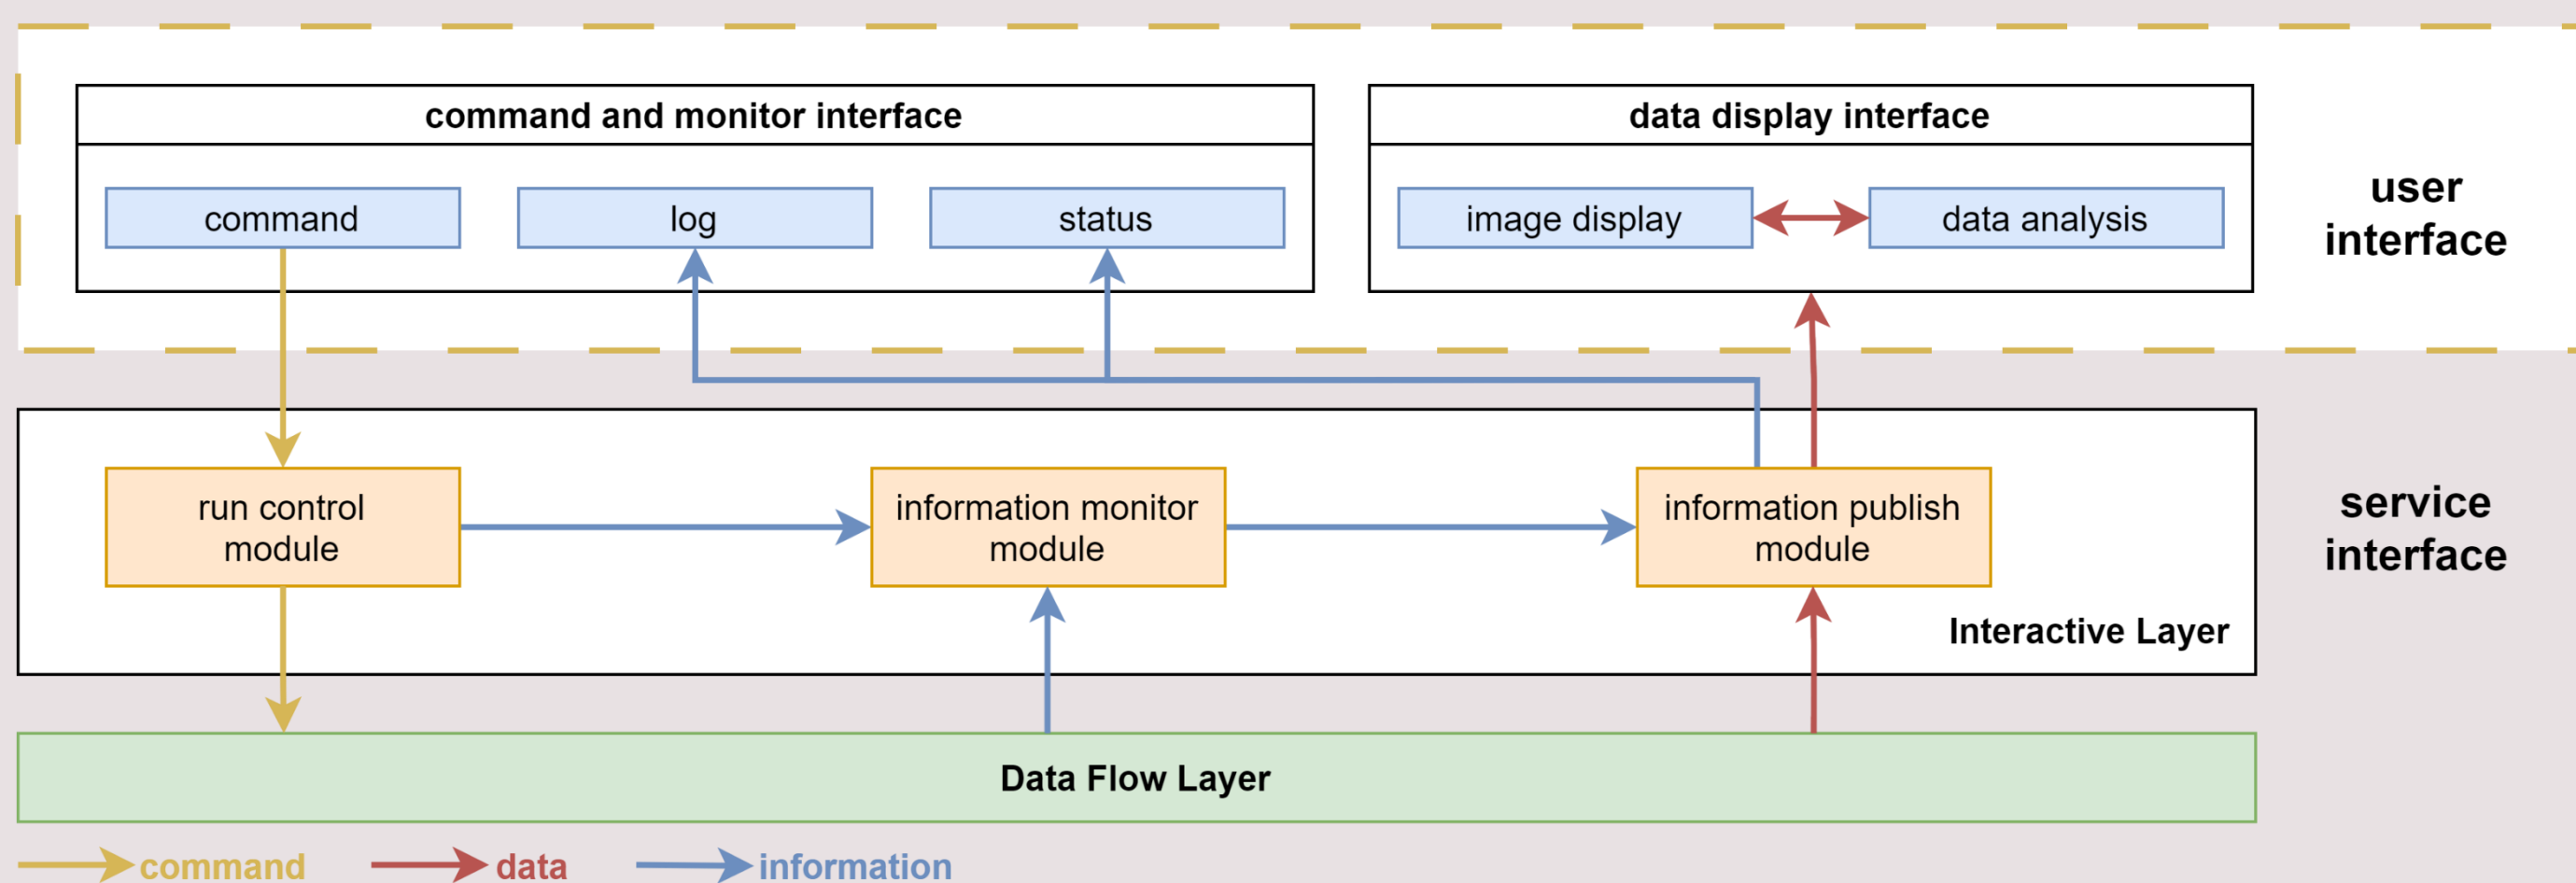 command and monitor interface
data display interface
command
log
status
image display
data analysis
user
interface
run control
module
information monitor
module
information publish
module
service
interface
Interactive Layer
Data Flow Layer
command
data
information